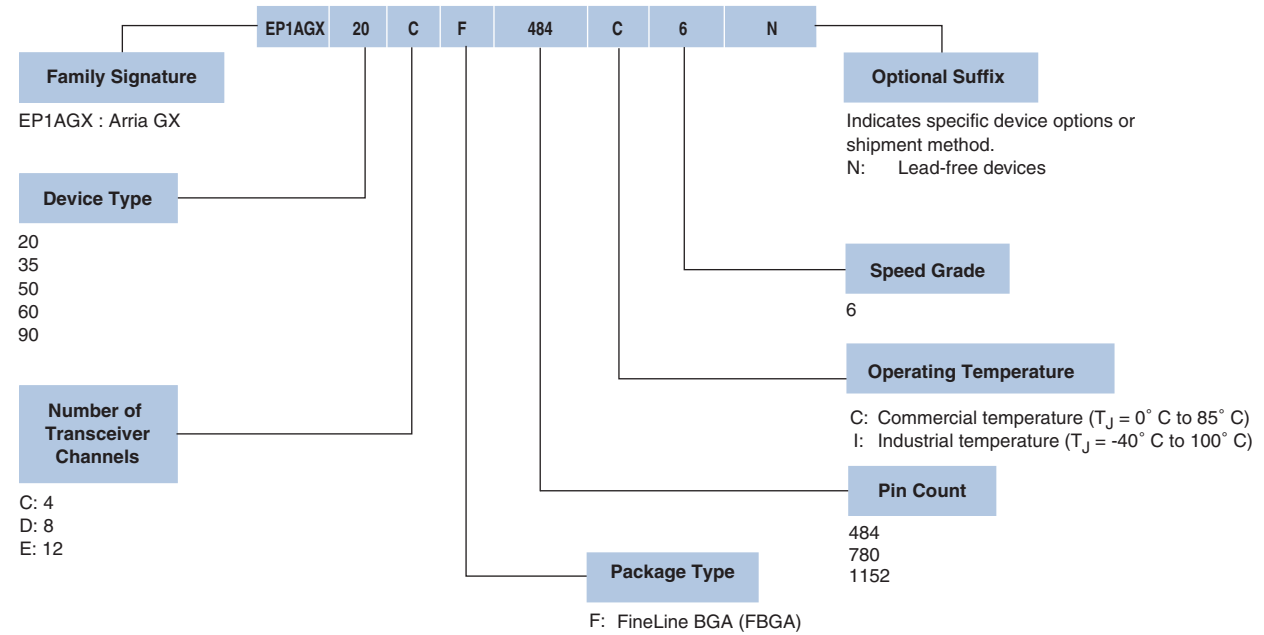 EP1AGX 20 C F 484 C 6 N
Family Signature
EP1AGX : Arria GX
Optional Suffix
Indicates specific device options or
shipment method.
N: Lead-free devices
Device Type
20
35
50
60
90
Speed Grade
6
Operating Temperature
C: Commercial temperature (TJ = 0˚ C to 85˚ C)
I: Industrial temperature (TJ = -40˚ C to 100˚ C)
Number of
Transceiver
Channels
C: 4
D: 8
E: 12
Pin Count
484
780
1152
Package Type
F: FineLine BGA (FBGA)